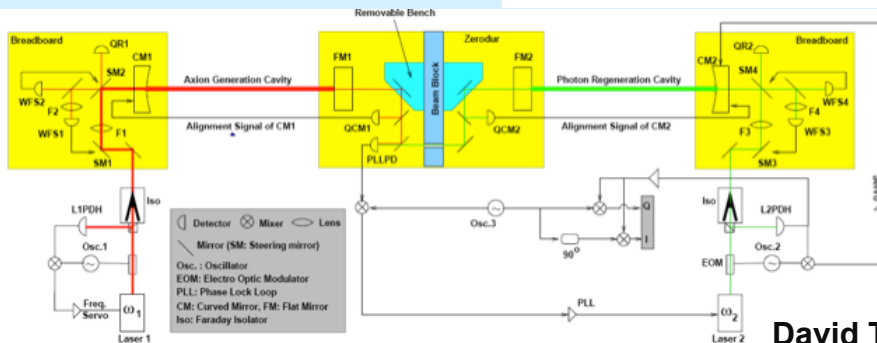 Removable Bench
Breadboard
QR1
CM1
SM2
WFS2
F2
WFS1
F1
SM1
Axion Generation Cavity
Alignment Signal of CM1
Zerodur
FM1
FM2
Beam Block
QCM1
QCM2
PLLPD
Photon Regeneration Cavity
Alignment Signal of CM2
Breadboard
CM2
QR2
SM4
WFS4
F4
WFS3
F3
SM3
L1PDH
Iso
Osc.1
Freq.
Servo
ω1
Laser 1
Detector
Mixer
Lens
Mirror (SM: Steering mirror)
Osc. : Oscillator
EOM: Electro Optic Modulator
PLL: Phase Lock Loop
CM: Curved Mirror, FM: Flat Mirror
Iso: Faraday Isolator
Osc.3
90°
Q
I
PLL
Iso
L2PDH
Osc.2
EOM
ω2
Laser 2
David T